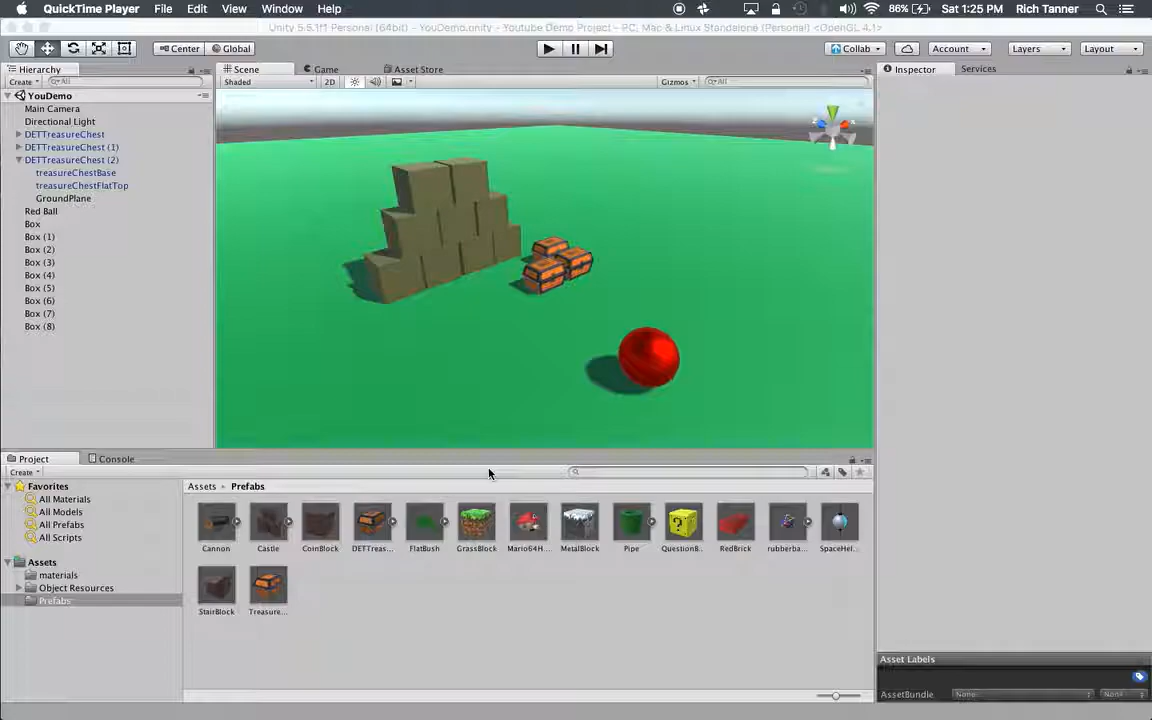 QuickTime Player File Edit View Window Help 86% Sat 1:25 PM Rich Tanner
Unity 5.5.1f1 Personal (64bit) - YouDemo.unity - Youtube Demo Project - PC, Mac & Linux Standalone (Personal) <OpenGL 4.1>
Center Global Collab Account Layers Layout
Hierarchy Scene Game Asset Store Inspector Services
Create All Shaded 2D Gizmos All
YouDemo
Main Camera
Directional Light
DETTreasureChest
DETTreasureChest (1)
DETTreasureChest (2)
treasureChestBase
treasureChestFlatTop
GroundPlane
Red Ball
Box
Box (1)
Box (2)
Box (3)
Box (4)
Box (5)
Box (6)
Box (7)
Box (8)
x
Project Console
Create
Favorites
All Materials
All Models
All Prefabs
All Scripts
Assets
materials
Object Resources
Prefabs
Assets Prefabs
Cannon Castle CoinBlock DETTreas... FlatBush GrassBlock Mario64H... MetalBlock Pipe QuestionB... RedBrick rubberba... SpaceHel...
StairBlock Treasure...
Asset Labels
AssetBundle None None